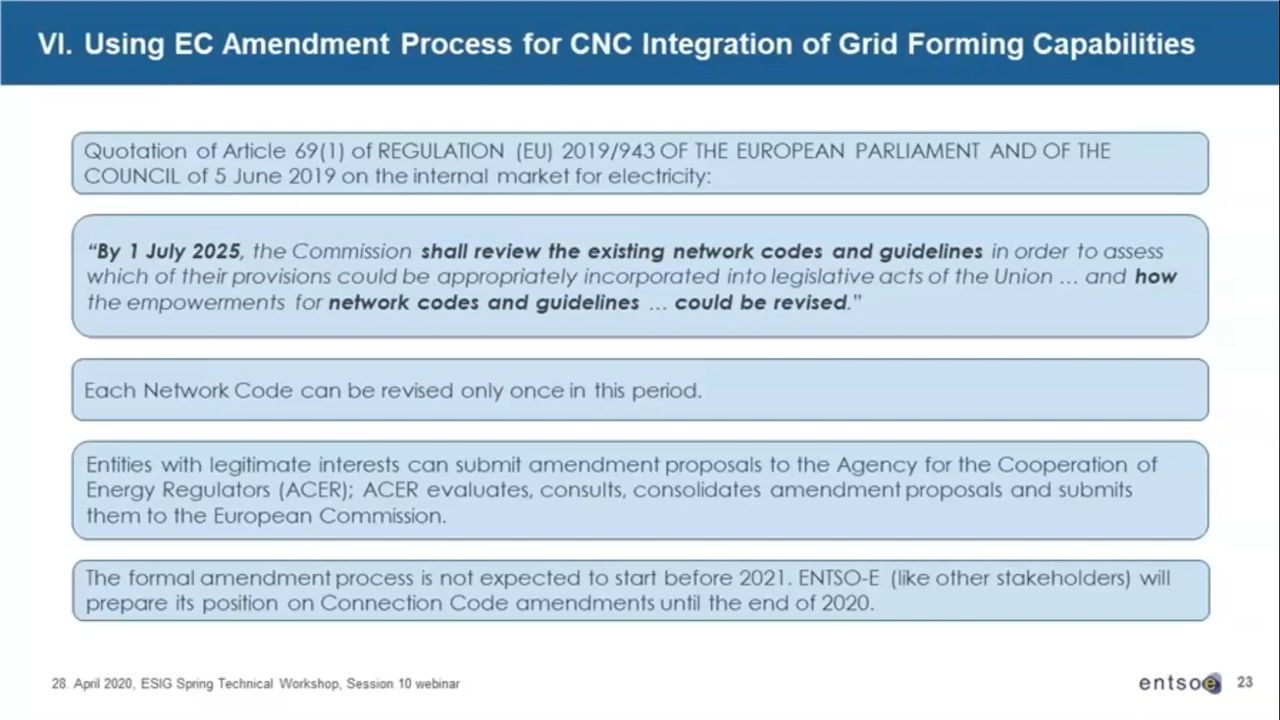 VI. Using EC Amendment Process for CNC Integration of Grid Forming Capabilities
Quotation of Article 69(1) of REGULATION (EU) 2019/943 OF THE EUROPEAN PARLIAMENT AND OF THE
COUNCIL of 5 June 2019 on the internal market for electricity:
“By 1 July 2025, the Commission shall review the existing network codes and guidelines in order to assess
which of their provisions could be appropriately incorporated into legislative acts of the Union … and how
the empowerments for network codes and guidelines … could be revised.”
Each Network Code can be revised only once in this period.
Entities with legitimate interests can submit amendment proposals to the Agency for the Cooperation of
Energy Regulators (ACER); ACER evaluates, consults, consolidates amendment proposals and submits
them to the European Commission.
The formal amendment process is not expected to start before 2021. ENTSO-E (like other stakeholders) will
prepare its position on Connection Code amendments until the end of 2020.
28. April 2020, ESIG Spring Technical Workshop, Session 10 webinar
entsoe 23